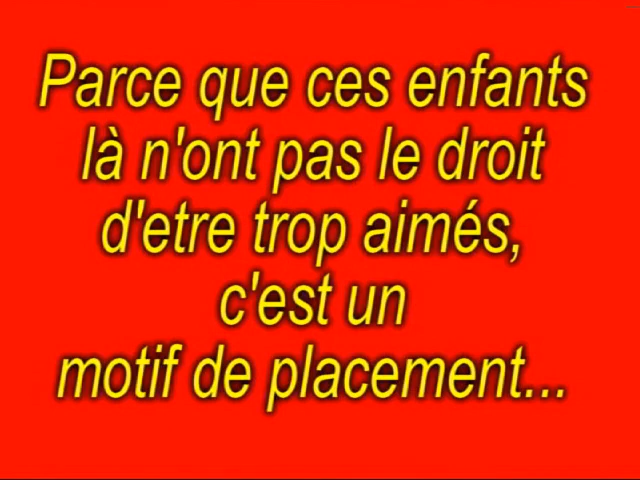 Parce que ces enfants
là n'ont pas le droit
d'etre trop aimés,
c'est un
motif de placement...